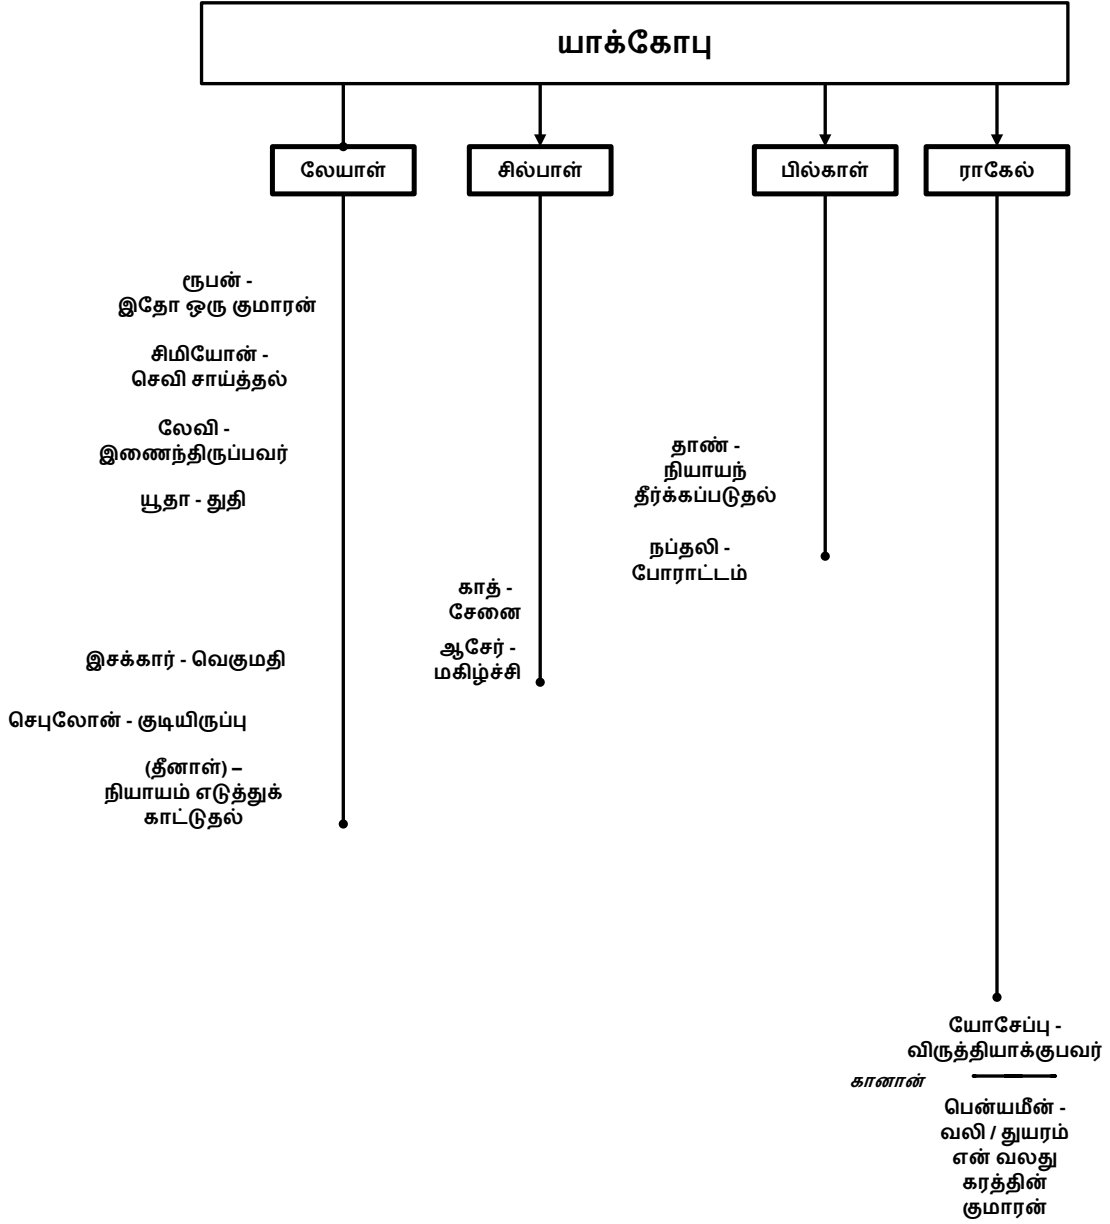 யாக்கோபு
லேயாள்
சில்பாள்
பில்காள்
ராகேல்
ரூபன் -
இதோ ஒரு குமாரன்
சிமியோன் -
செவி சாய்த்தல்
லேவி -
இணைந்திருப்பவர்
யூதா - துதி
தாண் -
நியாயந்
தீர்க்கப்படுதல்
நப்தலி -
போராட்டம்
காத் -
சேனை
ஆசேர் -
மகிழ்ச்சி
இசக்கார் - வெகுமதி
செபுலோன் - குடியிருப்பு
(தீனாள்) –
நியாயம் எடுத்துக்
காட்டுதல்
யோசேப்பு -
விருத்தியாக்குபவர்
கானான்
பென்யமீன் -
வலி / துயரம்
என் வலது
கரத்தின்
குமாரன்